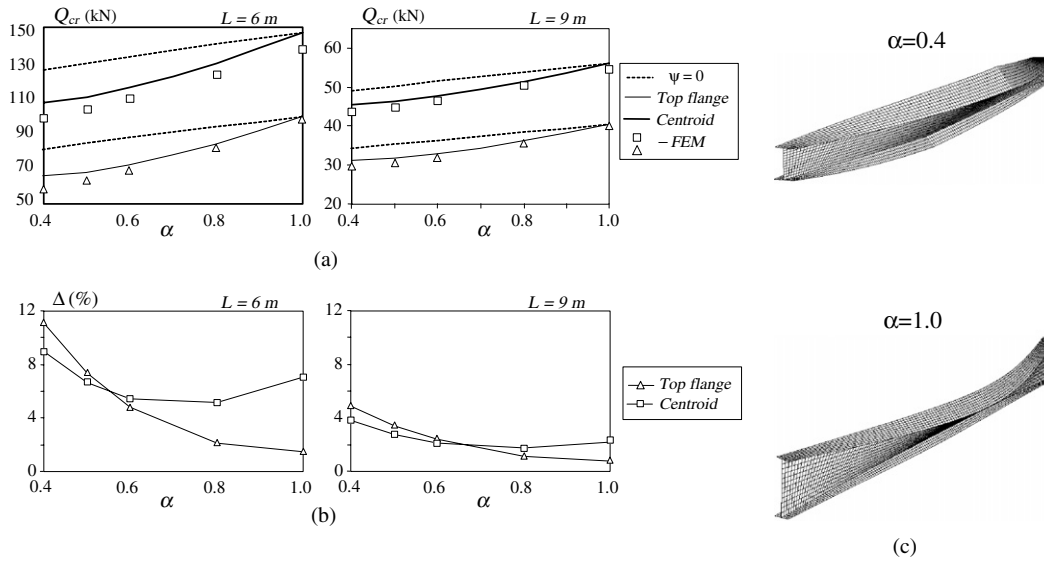 Q_cr (kN) L = 6 m
150
130
110
90
70
50
0.4 0.6 0.8 1.0
α
Q_cr (kN) L = 9 m
60
50
40
30
20
0.4 0.6 0.8 1.0
α
ψ = 0
Top flange
Centroid
– FEM
(a)
Δ (%) L = 6 m
12
8
4
0
0.4 0.6 0.8 1.0
α
L = 9 m
12
8
4
0
0.4 0.6 0.8 1.0
α
Top flange
Centroid
(b)
α=0.4
α=1.0
(c)